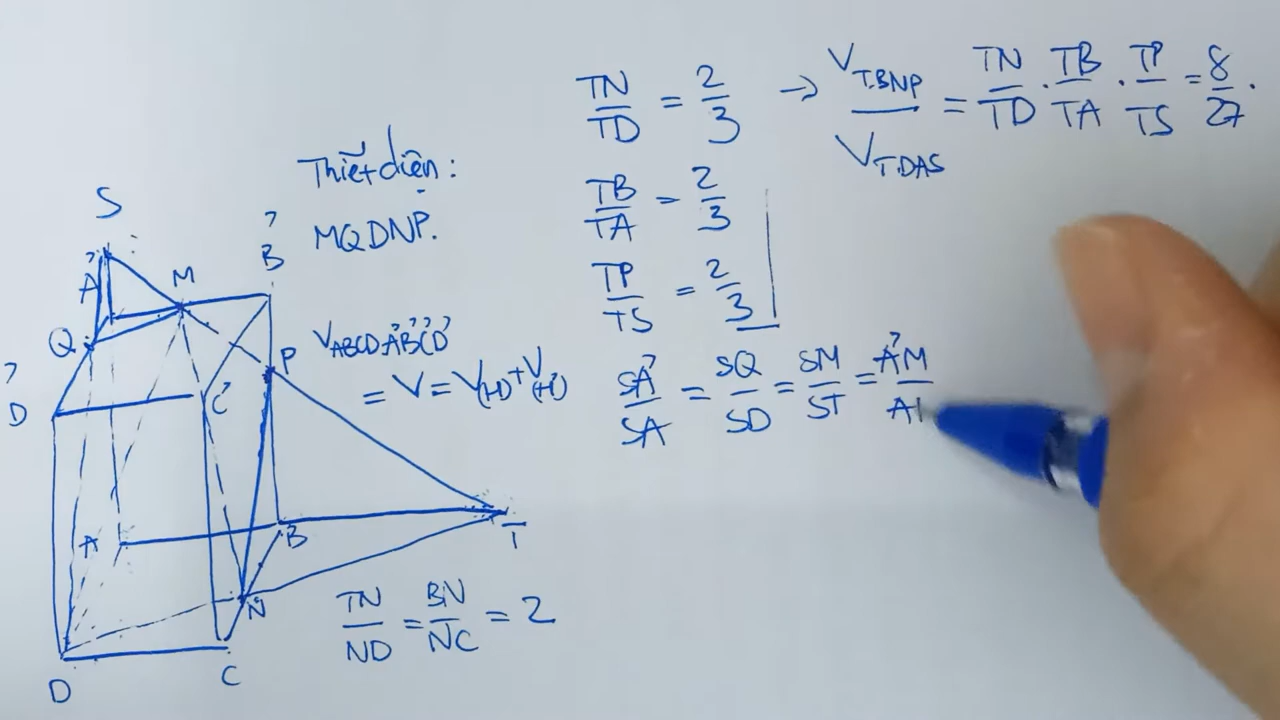 TN/TD = 2/3 → V_T.BNP / V_T.DAS = TN/TD . TB/TA . TP/TS = 8/27 .
TB/TA = 2/3
TP/TS = 2/3
SA'/SA = SQ/SD = SM/ST = A'M/A
Thiết diện :
MQDNP.
V_ABCD.A'B'C'D'
= V = V_(H) + V_(H')
TN/ND = BN/NC = 2
S
A'
M
B'
Q
D'
C'
P
A
B
T
N
D
C